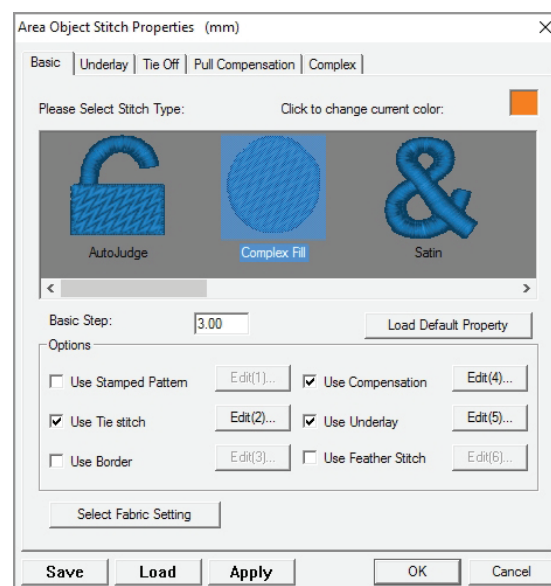 Area Object Stitch Properties (mm)
Basic Underlay Tie Off Pull Compensation Complex
Please Select Stitch Type: Click to change current color:
AutoJudge Complex Fill Satin
Basic Step: 3.00 Load Default Property
Options
Use Stamped Pattern Edit(1)... Use Compensation Edit(4)...
Use Tie stitch Edit(2)... Use Underlay Edit(5)...
Use Border Edit(3)... Use Feather Stitch Edit(6)...
Select Fabric Setting
Save Load Apply OK Cancel